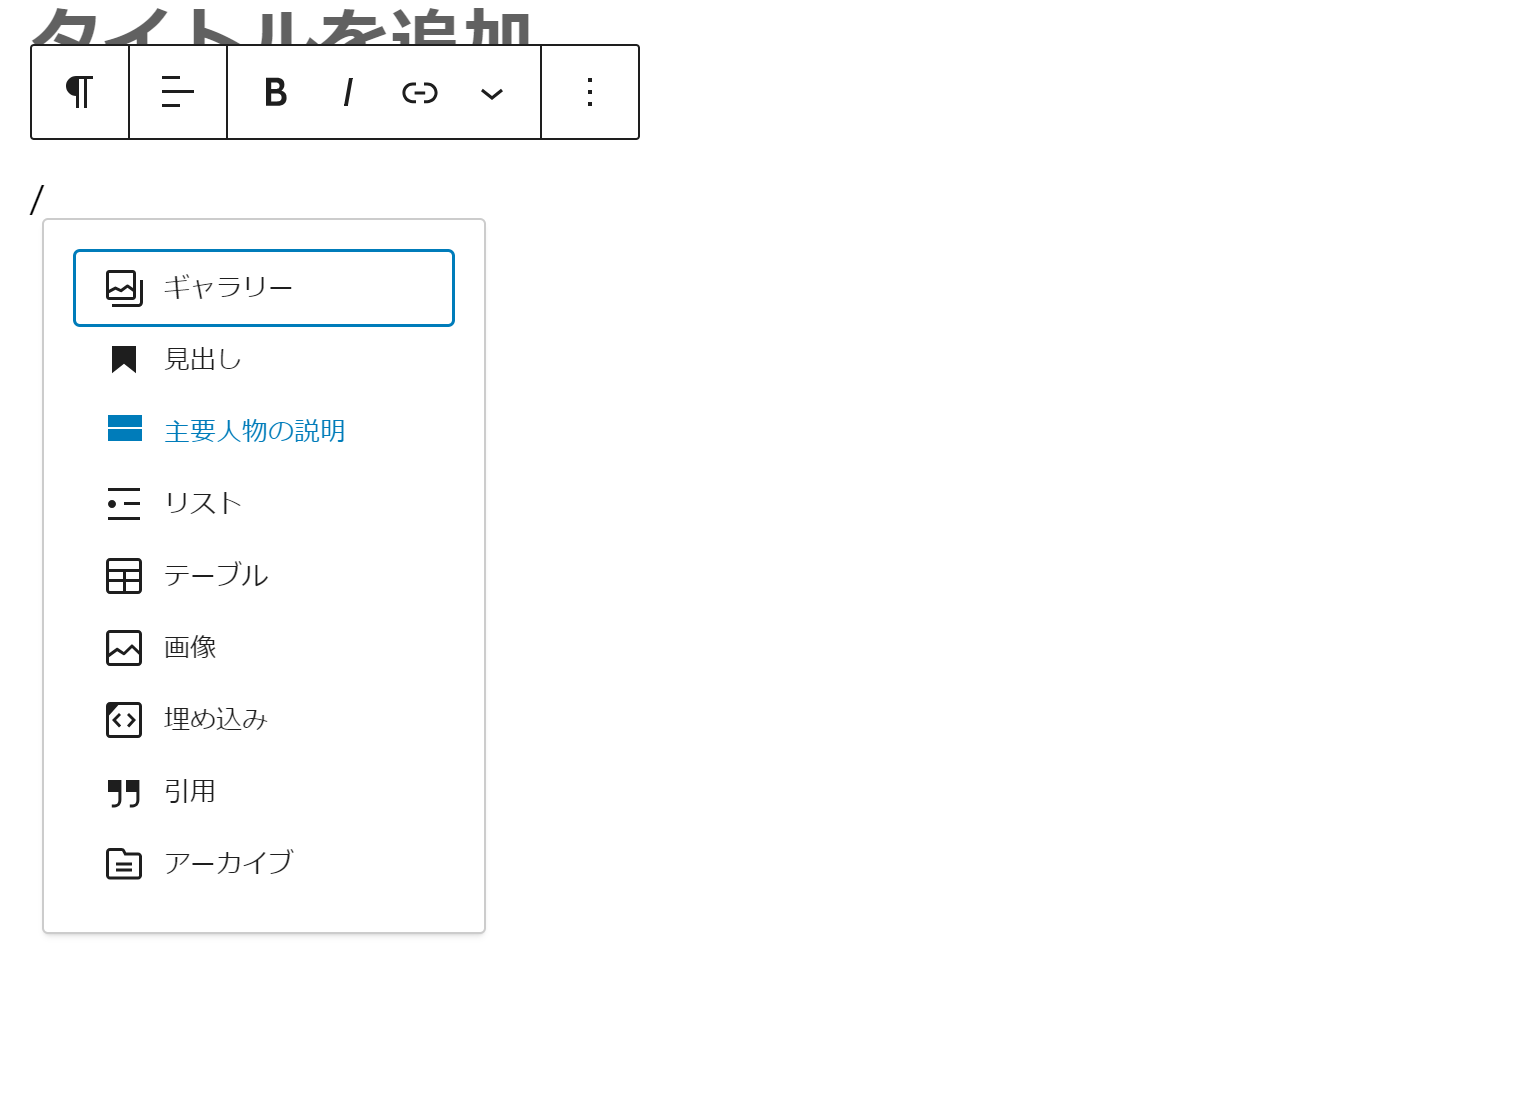 タイトルを追加
B I
/
ギャラリー
見出し
主要人物の説明
リスト
テーブル
画像
埋め込み
引用
アーカイブ